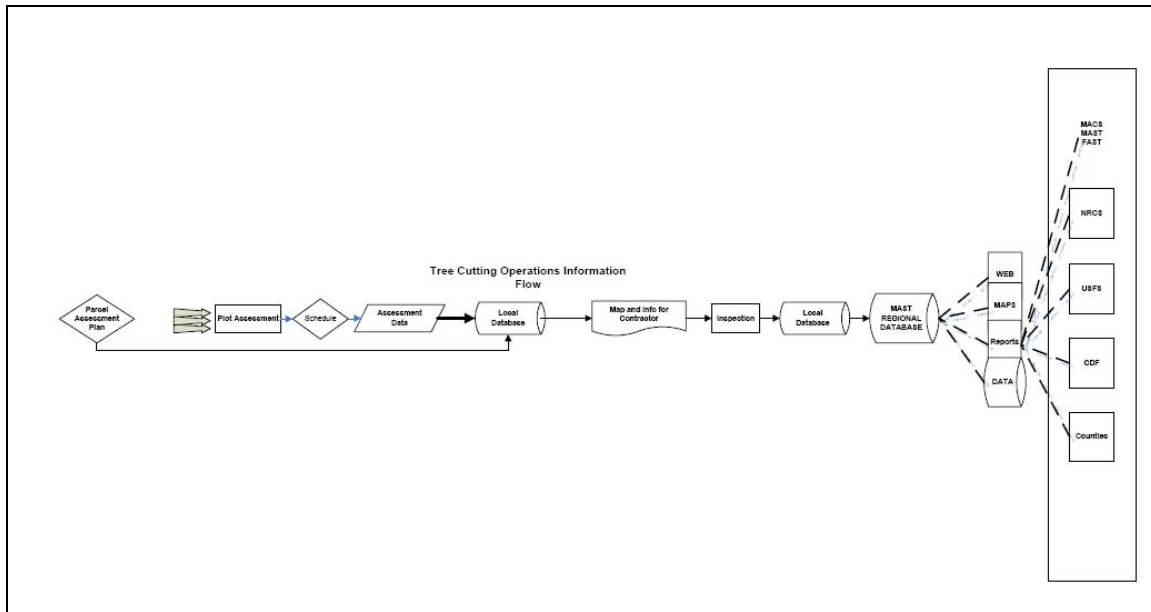 Tree Cutting Operations Information
Flow
Parcel
Assessment
Plan
Plot Assessment
Schedule
Assessment
Data
Local
Database
Map and Info for
Contractor
Inspection
Local
Database
MAST
REGIONAL
DATABASE
WEB
MAPS
Reports
DATA
MACS
MAST
FAST
NRCS
USFS
CDF
Counties